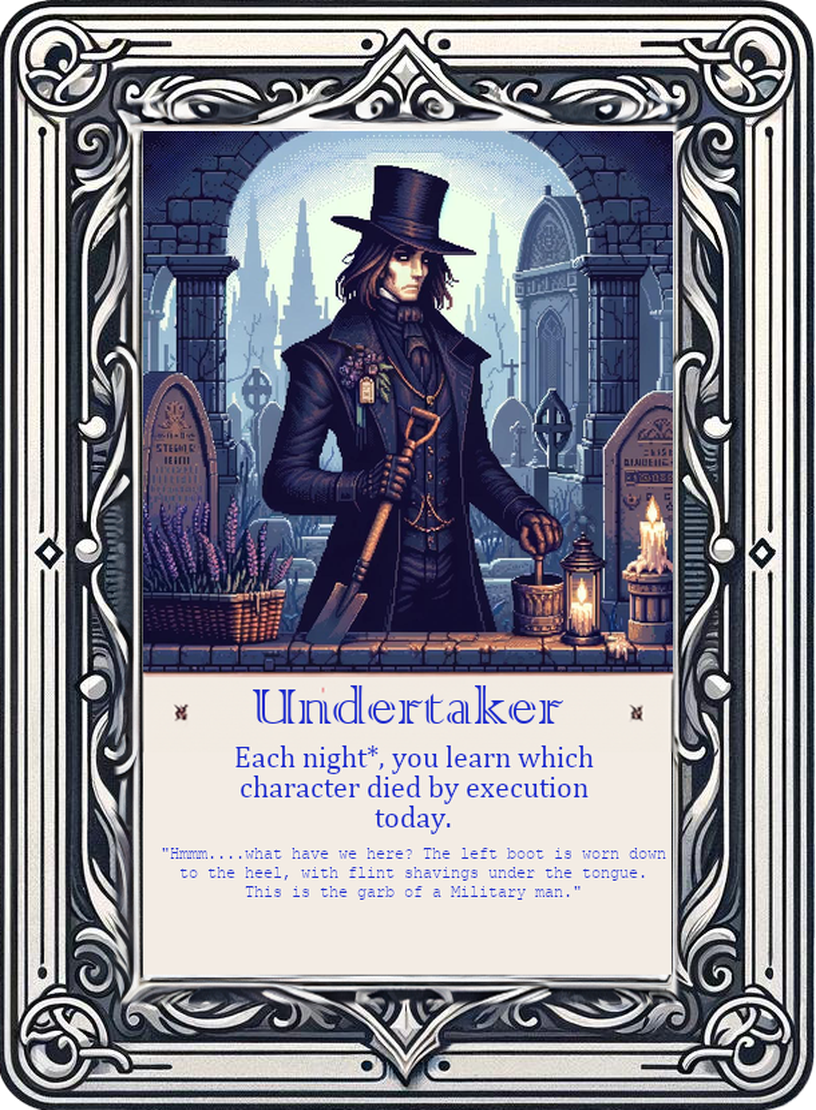 Undertaker
Each night*, you learn which
character died by execution
today.
"Hmmm....what have we here? The left boot is worn down
to the heel, with flint shavings under the tongue.
This is the garb of a Military man."